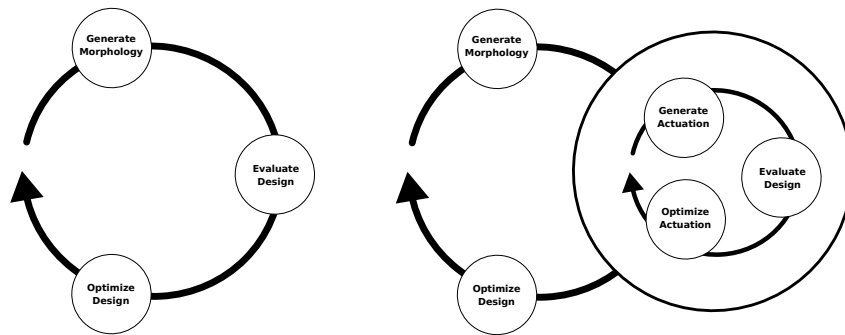 Generate
Morphology
Evaluate
Design
Optimize
Design
Generate
Morphology
Generate
Actuation
Evaluate
Design
Optimize
Actuation
Optimize
Design